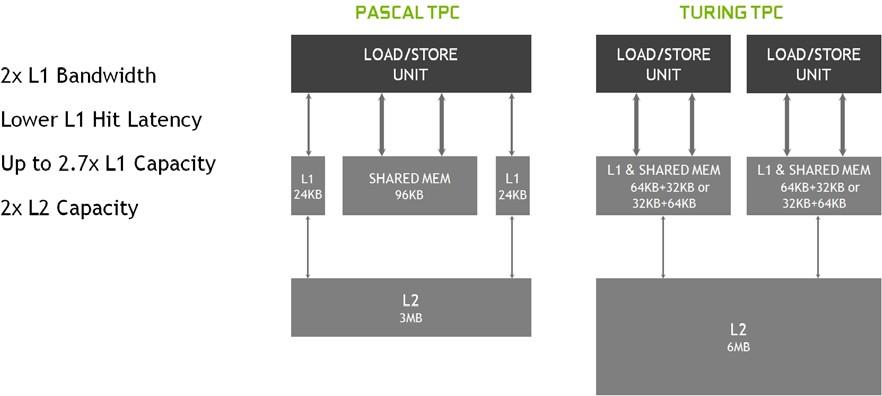 PASCAL TPC
TURING TPC
2x L1 Bandwidth
Lower L1 Hit Latency
Up to 2.7x L1 Capacity
2x L2 Capacity
LOAD/STORE
UNIT
L1
24KB
SHARED MEM
96KB
L1
24KB
L2
3MB
LOAD/STORE
UNIT
LOAD/STORE
UNIT
L1 & SHARED MEM
64KB+32KB or
32KB+64KB
L1 & SHARED MEM
64KB+32KB or
32KB+64KB
L2
6MB